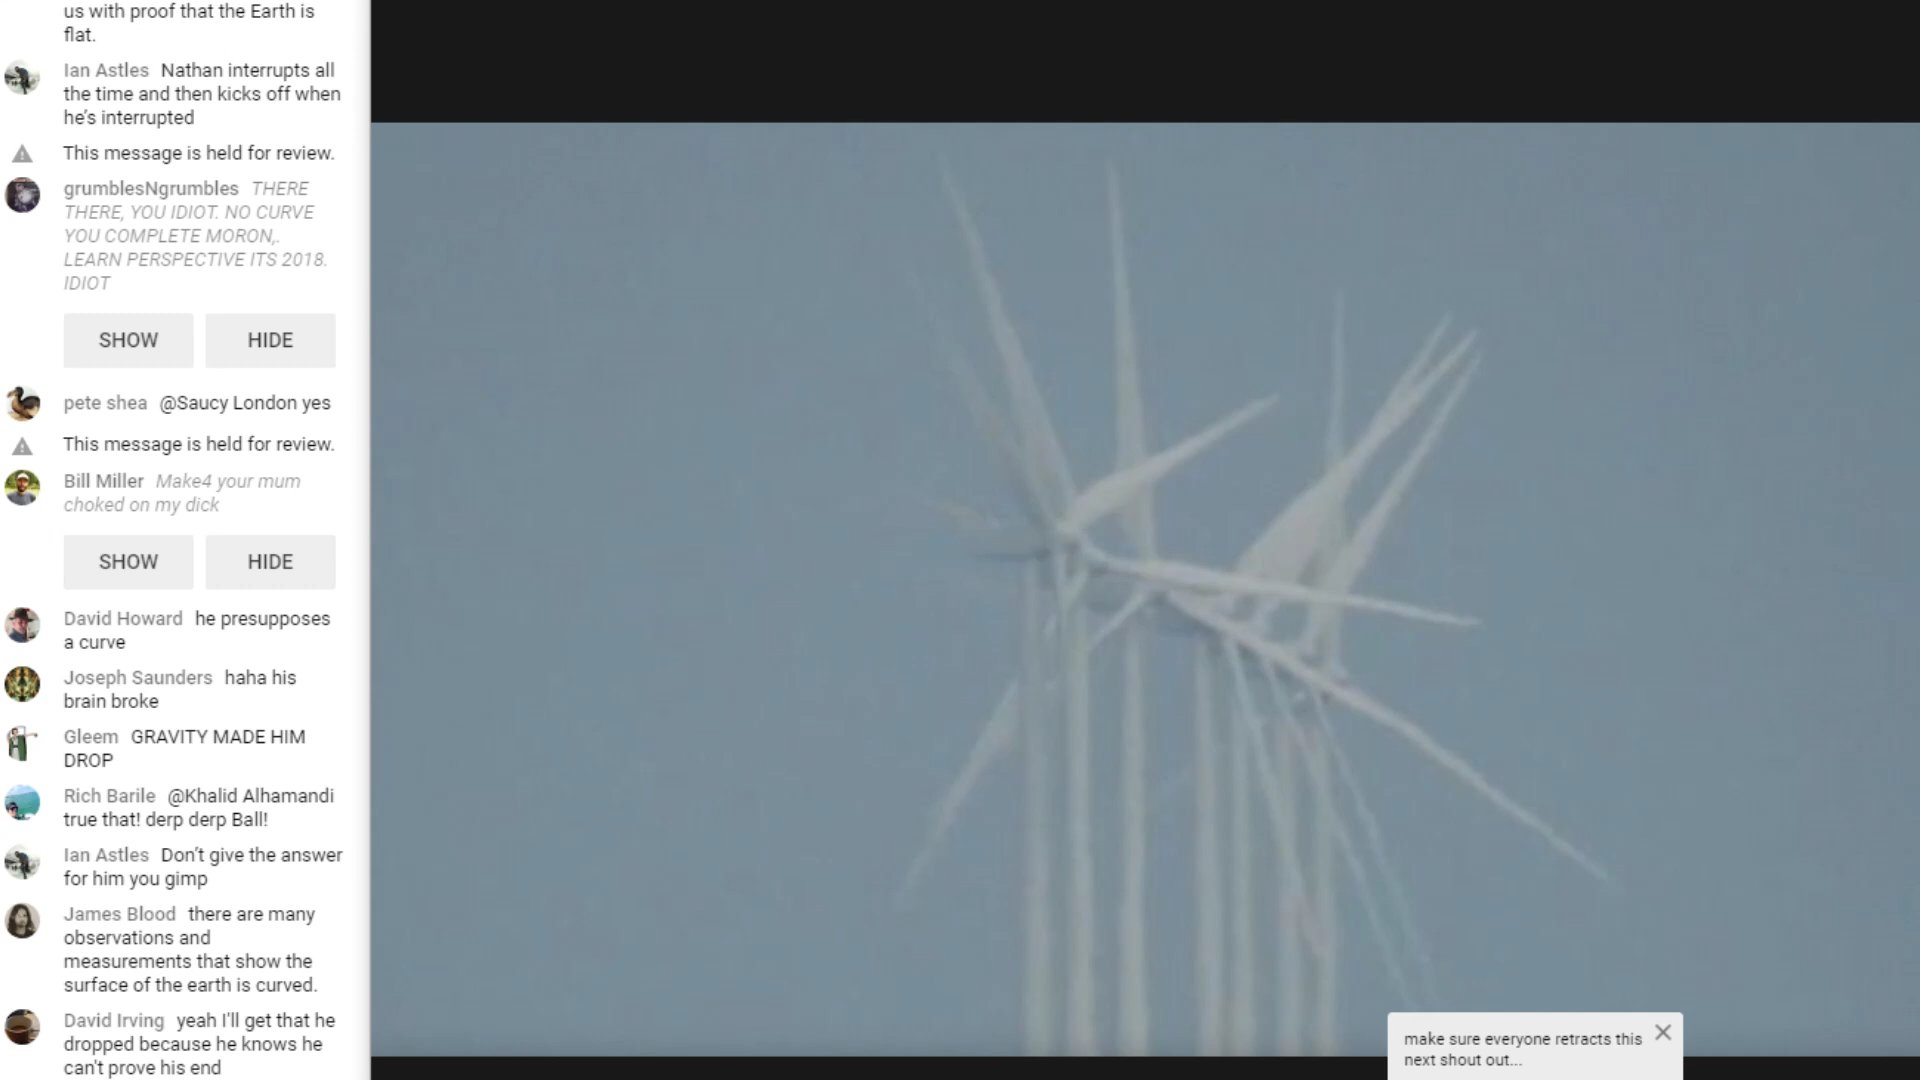 us with proof that the Earth is
flat.
Ian Astles Nathan interrupts all
the time and then kicks off when
he's interrupted
This message is held for review.
grumblesNgrumbles THERE
THERE, YOU IDIOT. NO CURVE
YOU COMPLETE MORON,.
LEARN PERSPECTIVE ITS 2018.
IDIOT
SHOW HIDE
pete shea @Saucy London yes
This message is held for review.
Bill Miller Make4 your mum
choked on my dick
SHOW HIDE
David Howard he presupposes
a curve
Joseph Saunders haha his
brain broke
Gleem GRAVITY MADE HIM
DROP
Rich Barile @Khalid Alhamandi
true that! derp derp Ball!
Ian Astles Don't give the answer
for him you gimp
James Blood there are many
observations and
measurements that show the
surface of the earth is curved.
David Irving yeah I'll get that he
dropped because he knows he
can't prove his end
make sure everyone retracts this
next shout out...